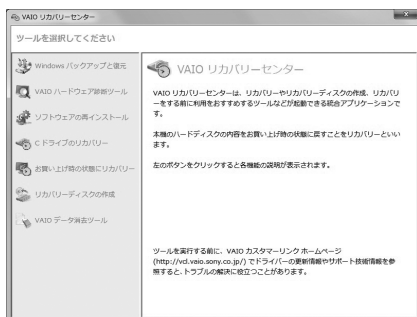 VAIO リカバリーセンター
ツールを選択してください
Windows バックアップと復元
VAIO ハードウェア診断ツール
ソフトウェアの再インストール
C ドライブのリカバリー
お買い上げ時の状態にリカバリー
リカバリーディスクの作成
VAIO データ消去ツール
VAIO リカバリーセンター
VAIO リカバリーセンターは、リカバリーやリカバリーディスクの作成、リカバリ
ーをする前に利用をおすすめするツールなどが起動できる統合アプリケーションで
す。
本機のハードディスクの内容をお買い上げ時の状態に戻すことをリカバリーといい
ます。
左のボタンをクリックすると各機能の説明が表示されます。
ツールを実行する前に、VAIO カスタマーリンク ホームページ
(http://vcl.vaio.sony.co.jp/) でドライバーの更新情報やサポート技術情報を参
照すると、トラブルの解決に役立つことがあります。